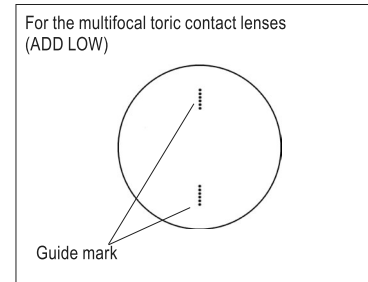 For the multifocal toric contact lenses
(ADD LOW)
Guide mark